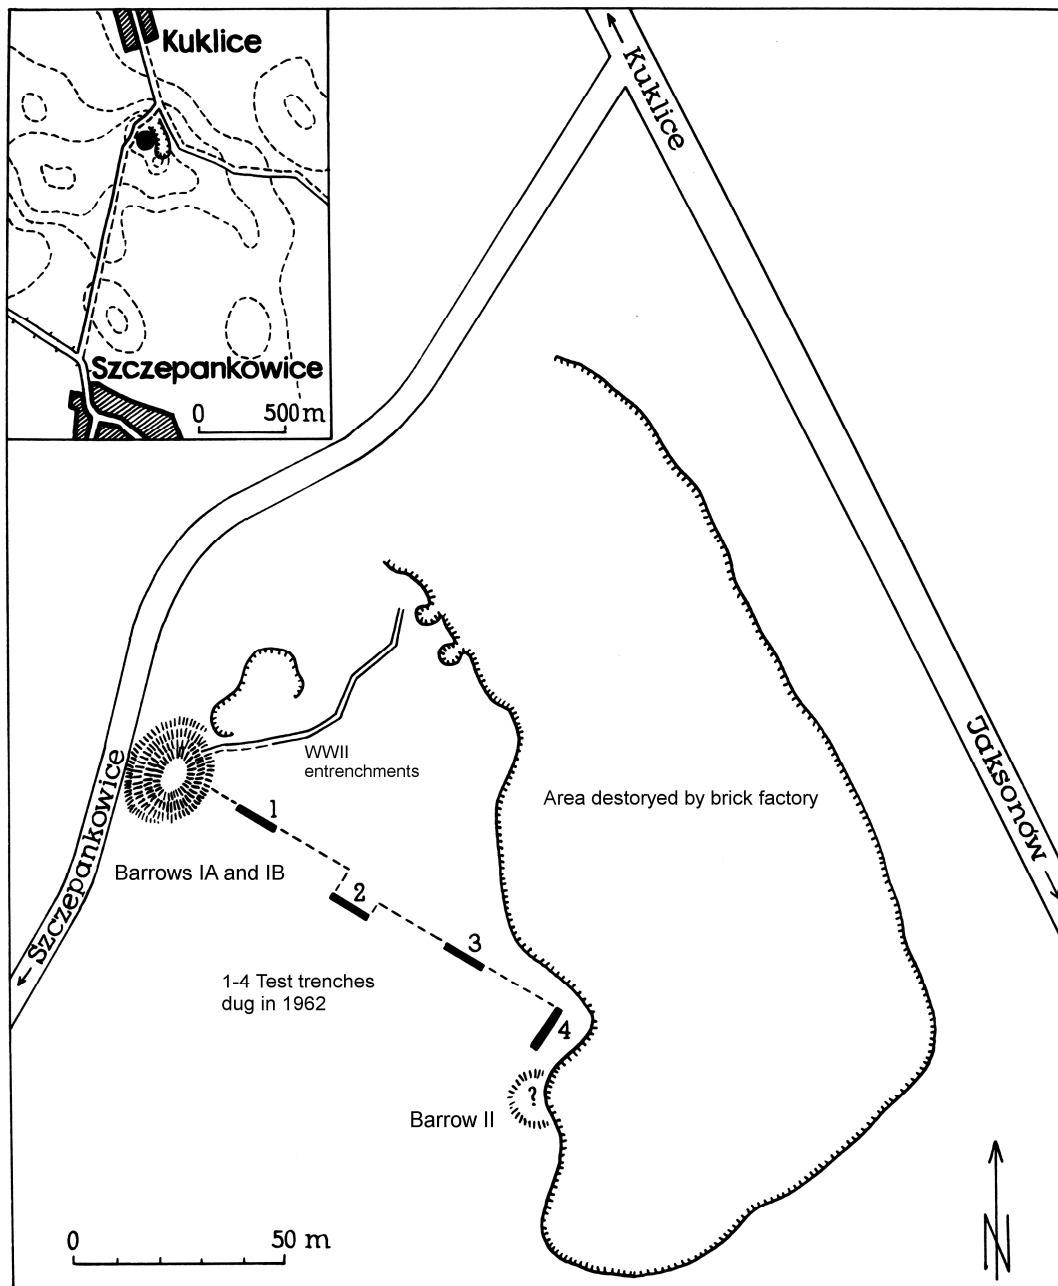 Kuklice
Szczepankowice
0 500 m
← Kuklice
Jaksonów →
← Szczepankowice
WWII
entrenchments
Area destoryed by brick factory
1
Barrows IA and IB
2
3
1-4 Test trenches
dug in 1962
4
?
Barrow II
0 50 m
N